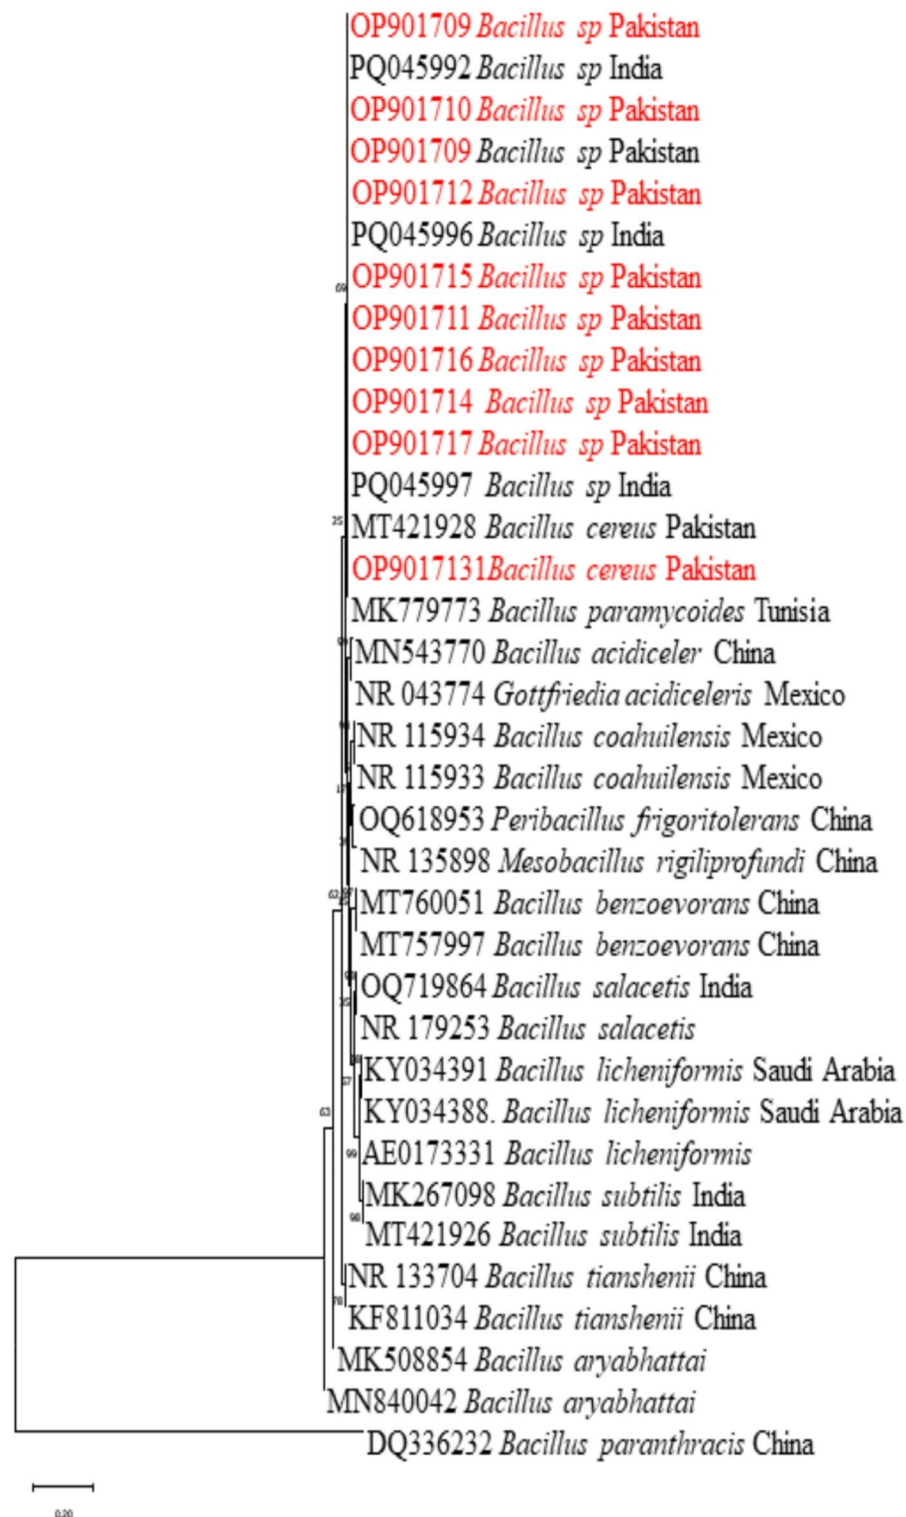 OP901709 Bacillus sp Pakistan
PQ045992 Bacillus sp India
OP901710 Bacillus sp Pakistan
OP901709 Bacillus sp Pakistan
OP901712 Bacillus sp Pakistan
PQ045996 Bacillus sp India
OP901715 Bacillus sp Pakistan
69
OP901711 Bacillus sp Pakistan
OP901716 Bacillus sp Pakistan
OP901714 Bacillus sp Pakistan
OP901717 Bacillus sp Pakistan
PQ045997 Bacillus sp India
25
MT421928 Bacillus cereus Pakistan
OP9017131Bacillus cereus Pakistan
MK779773 Bacillus paramycoides Tunisia
MN543770 Bacillus acidiceler China
NR 043774 Gottfriedia acidiceleris Mexico
NR 115934 Bacillus coahuilensis Mexico
NR 115933 Bacillus coahuilensis Mexico
OQ618953 Peribacillus frigoritolerans China
NR 135898 Mesobacillus rigiliprofundi China
MT760051 Bacillus benzoevorans China
MT757997 Bacillus benzoevorans China
OQ719864 Bacillus salacetis India
NR 179253 Bacillus salacetis
KY034391 Bacillus licheniformis Saudi Arabia
KY034388. Bacillus licheniformis Saudi Arabia
AE0173331 Bacillus licheniformis
99
MK267098 Bacillus subtilis India
98
MT421926 Bacillus subtilis India
NR 133704 Bacillus tianshenii China
78
KF811034 Bacillus tianshenii China
MK508854 Bacillus aryabhattai
MN840042 Bacillus aryabhattai
DQ336232 Bacillus paranthracis China
0.20